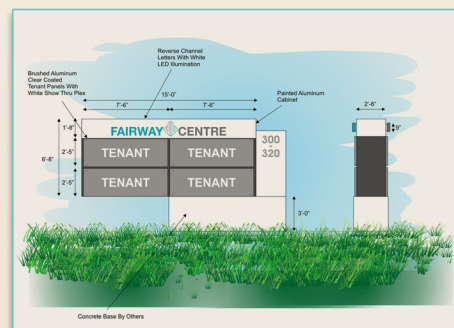 Reverse Channel
Letters With White
LED Illumination
Brushed Aluminum
Clear Coated
Tenant Panels With
White Show Thru Plex
Painted Aluminum
Cabinet
15'-0"
7'-6"
7'-6"
2'-6"
1'-8"
FAIRWAY CENTRE
300
-
320
9"
6'-8"
2'-5"
TENANT
TENANT
2'-5"
TENANT
TENANT
3'-0"
Concrete Base By Others